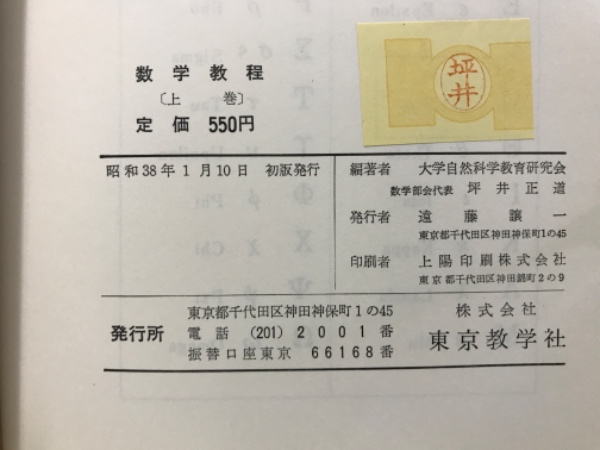 数学教程
〔上 巻〕
定価 550円
坪井
昭和38年1月10日 初版発行
編著者 大学自然科学教育研究会
数学部会代表 坪井正道
発行者 遠藤讓一
東京都千代田区神田神保町1の45
印刷者 上陽印刷株式会社
東京都千代田区神田錦町2の9
発行所
東京都千代田区神田神保町1の45
電話 (201) 2001番
振替口座東京 66168番
株式会社
東京教学社